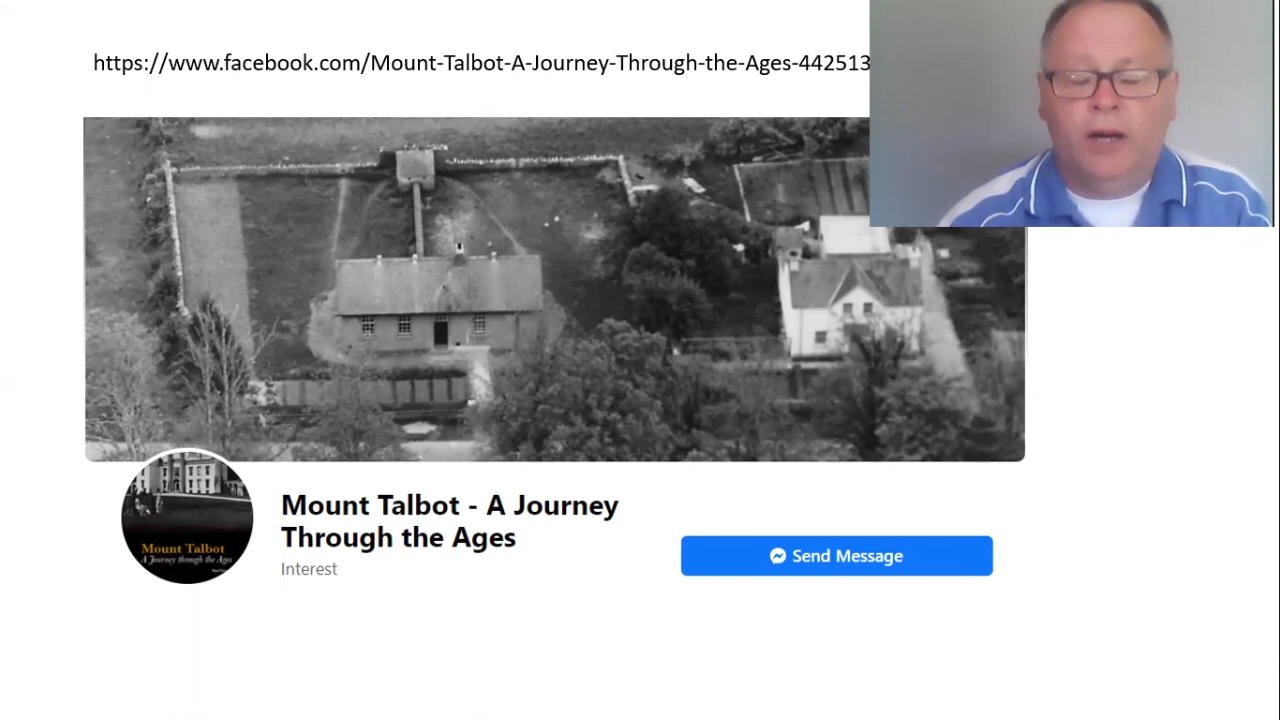 https://www.facebook.com/Mount-Talbot-A-Journey-Through-the-Ages-442513
Mount Talbot
A Journey through the Ages
Mount Talbot - A Journey
Through the Ages
Interest
Send Message